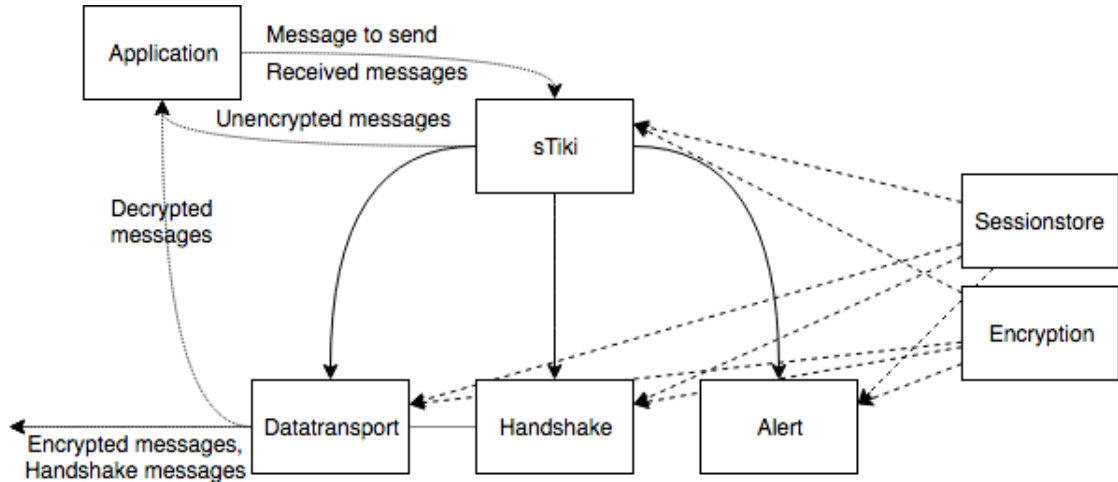 Message to send
Application
Received messages
Unencrypted messages
sTiki
Decrypted
messages
Sessionstore
Encryption
Datatransport
Handshake
Alert
Encrypted messages,
Handshake messages